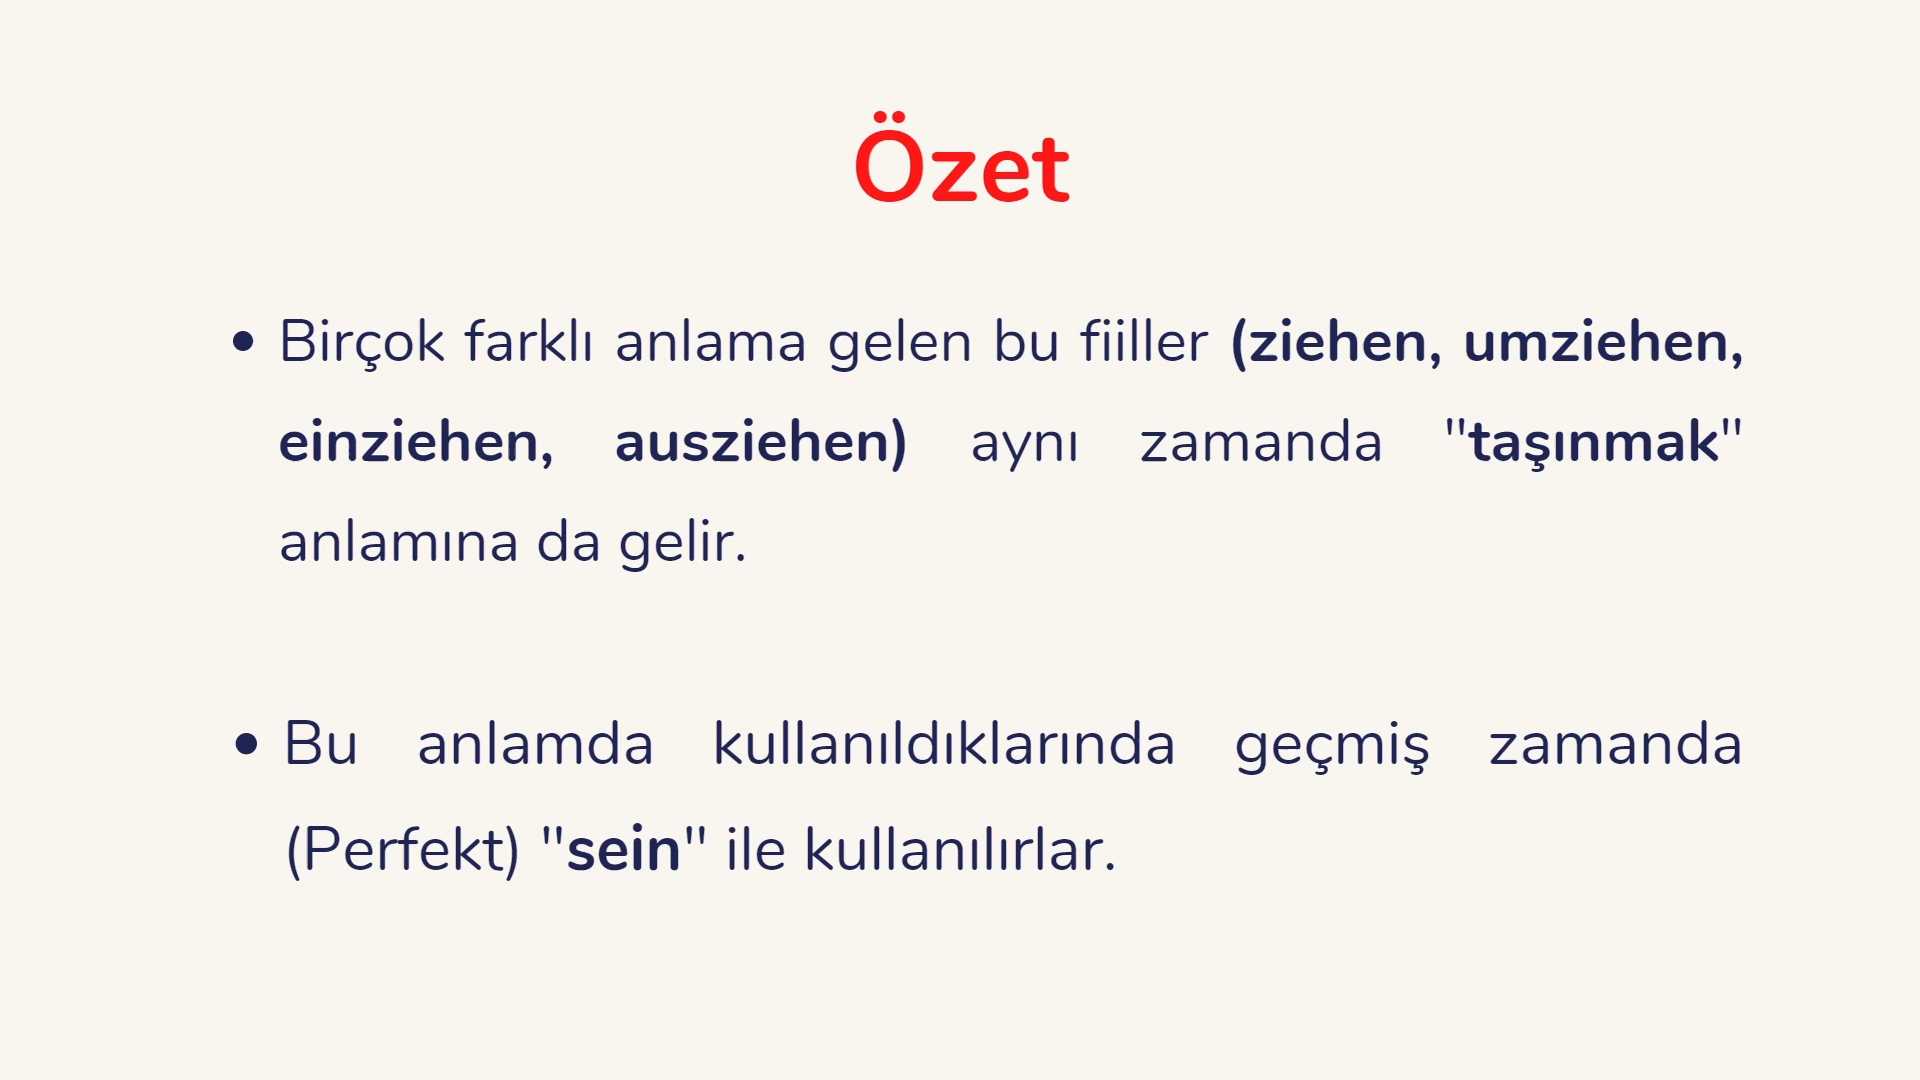 Özet
• Birçok farklı anlama gelen bu fiiller (ziehen, umziehen,
einziehen, ausziehen) aynı zamanda "taşınmak"
anlamına da gelir.
• Bu anlamda kullanıldıklarında geçmiş zamanda
(Perfekt) "sein" ile kullanılırlar.